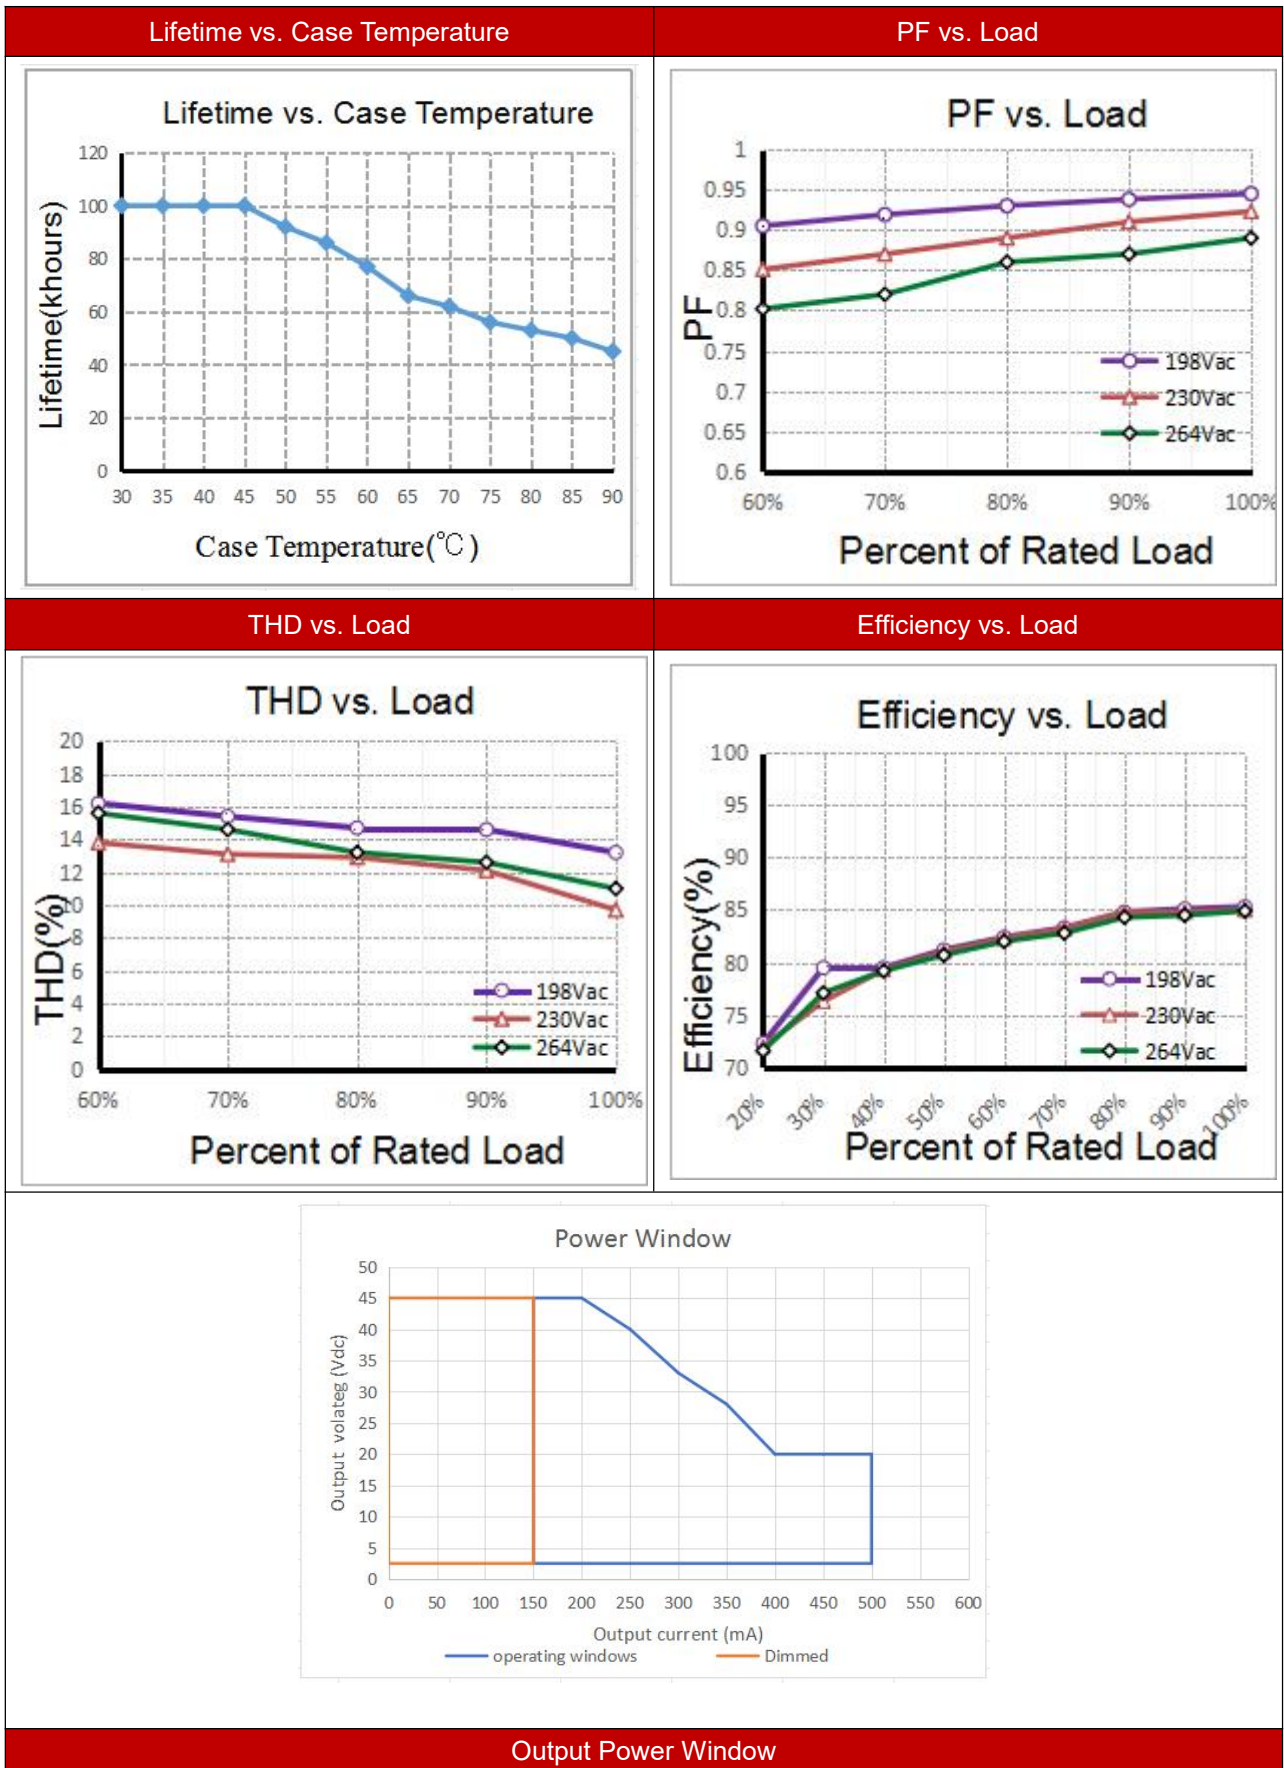 Lifetime vs. Case Temperature
PF vs. Load
Lifetime vs. Case Temperature
Lifetime(khours)
120
100
80
60
40
20
0
30 35 40 45 50 55 60 65 70 75 80 85 90
Case Temperature(℃)
PF vs. Load
PF
1
0.95
0.9
0.85
0.8
0.75
0.7
0.65
0.6
198Vac
230Vac
264Vac
60% 70% 80% 90% 100%
Percent of Rated Load
THD vs. Load
Efficiency vs. Load
THD vs. Load
THD(%)
20
18
16
14
12
10
8
6
4
2
0
198Vac
230Vac
264Vac
60% 70% 80% 90% 100%
Percent of Rated Load
Efficiency vs. Load
Efficiency(%)
100
95
90
85
80
75
70
198Vac
230Vac
264Vac
20% 30% 40% 50% 60% 70% 80% 90% 100%
Percent of Rated Load
Power Window
Output volateg (Vdc)
50
45
40
35
30
25
20
15
10
5
0
0 50 100 150 200 250 300 350 400 450 500 550 600
Output current (mA)
operating windows Dimmed
Output Power Window